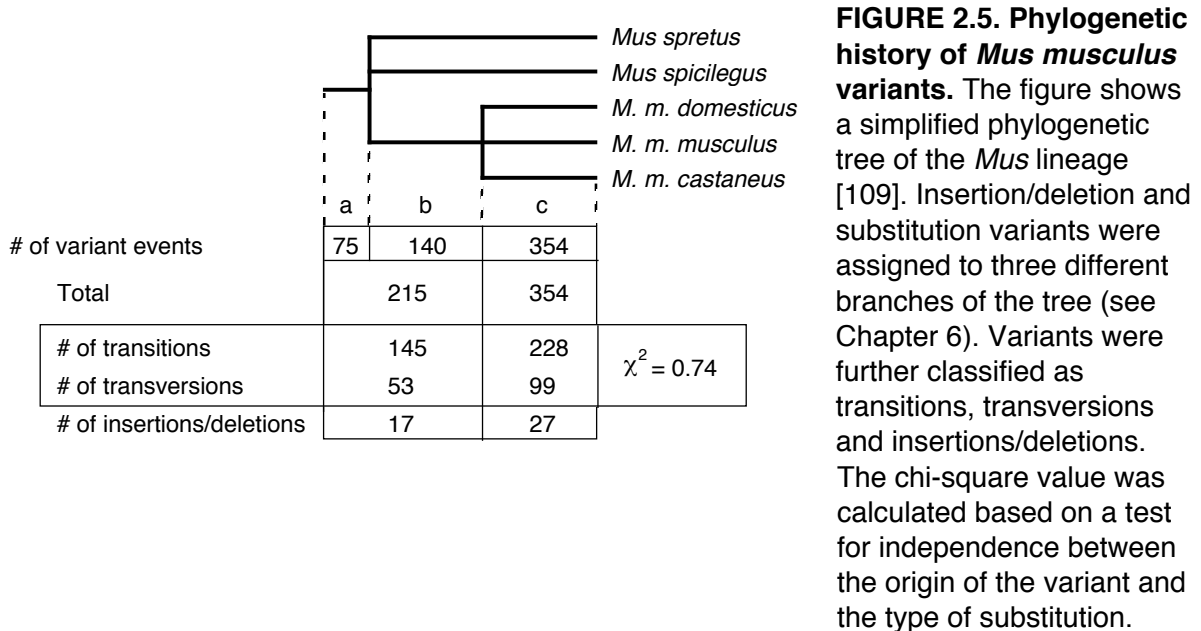 Mus spretus
Mus spicilegus
M. m. domesticus
M. m. musculus
M. m. castaneus
a b c
# of variant events 75 140 354
Total 215 354
# of transitions 145 228
# of transversions 53 99
χ² = 0.74
# of insertions/deletions 17 27
FIGURE 2.5. Phylogenetic
history of Mus musculus
variants. The figure shows
a simplified phylogenetic
tree of the Mus lineage
[109]. Insertion/deletion and
substitution variants were
assigned to three different
branches of the tree (see
Chapter 6). Variants were
further classified as
transitions, transversions
and insertions/deletions.
The chi-square value was
calculated based on a test
for independence between
the origin of the variant and
the type of substitution.